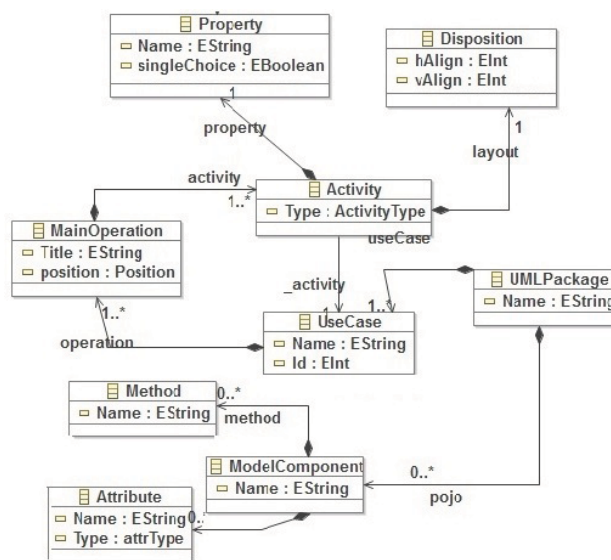 Property
Name : EString
singleChoice : EBoolean
1
property
Disposition
hAlign : EInt
vAlign : EInt
1
layout
activity
1..*
Activity
Type : ActivityType
useCase
MainOperation
Title : EString
position : Position
1..*
operation
_activity
1
1..*
UMLPackage
Name : EString
UseCase
Name : EString
Id : EInt
Method
Name : EString
0..*
method
ModelComponent
Name : EString
0..*
pojo
Attribute
Name : EString
Type : attrType
0..